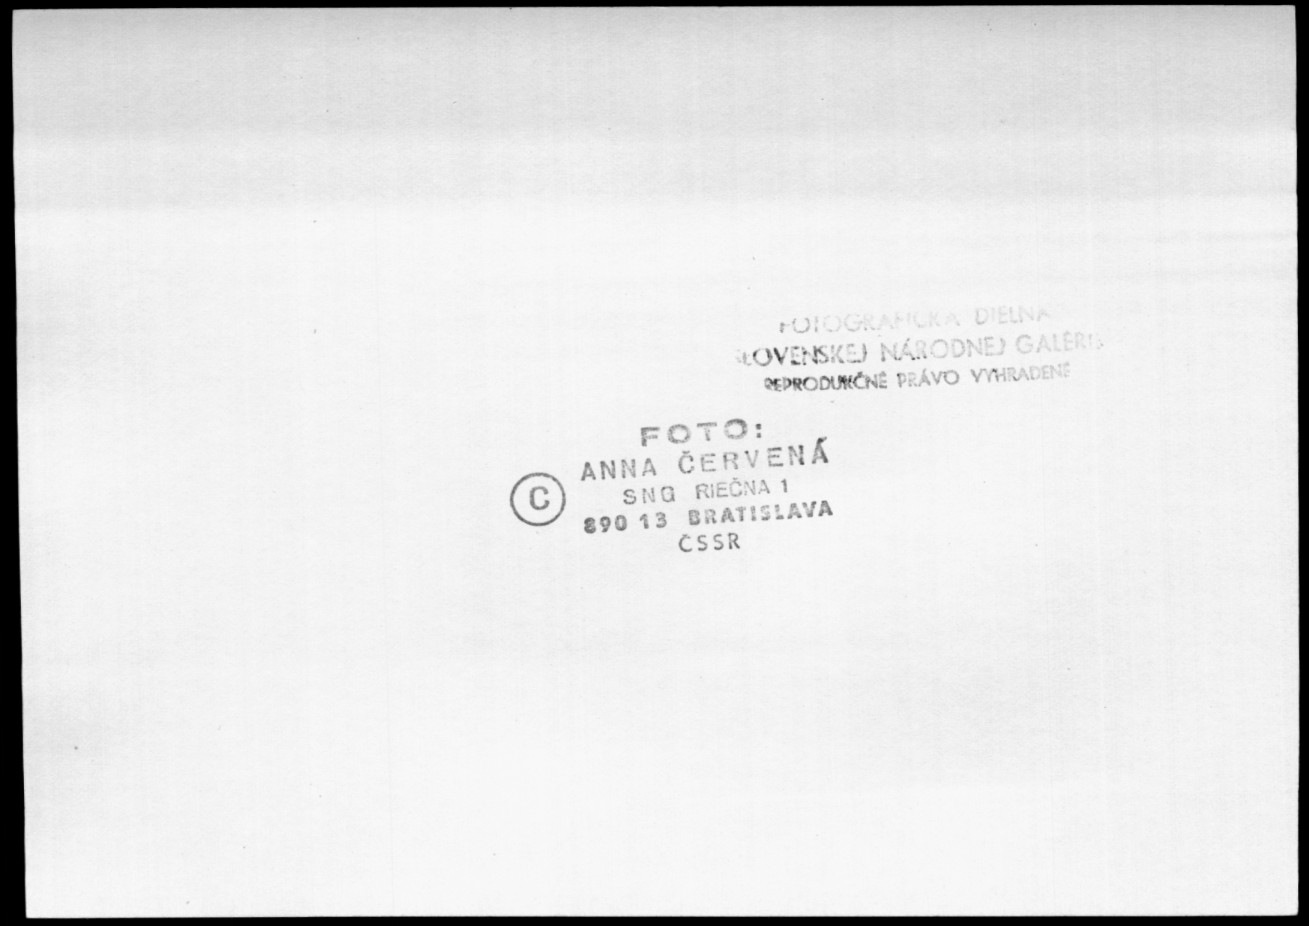 FOTOGRAFICKÁ DIELNA
SLOVENSKEJ NÁRODNEJ GALÉRIE
REPRODUKČNÉ PRÁVO VYHRADENÉ
FOTO:
ANNA ČERVENÁ
© SNG RIEČNA 1
890 13 BRATISLAVA
ČSSR